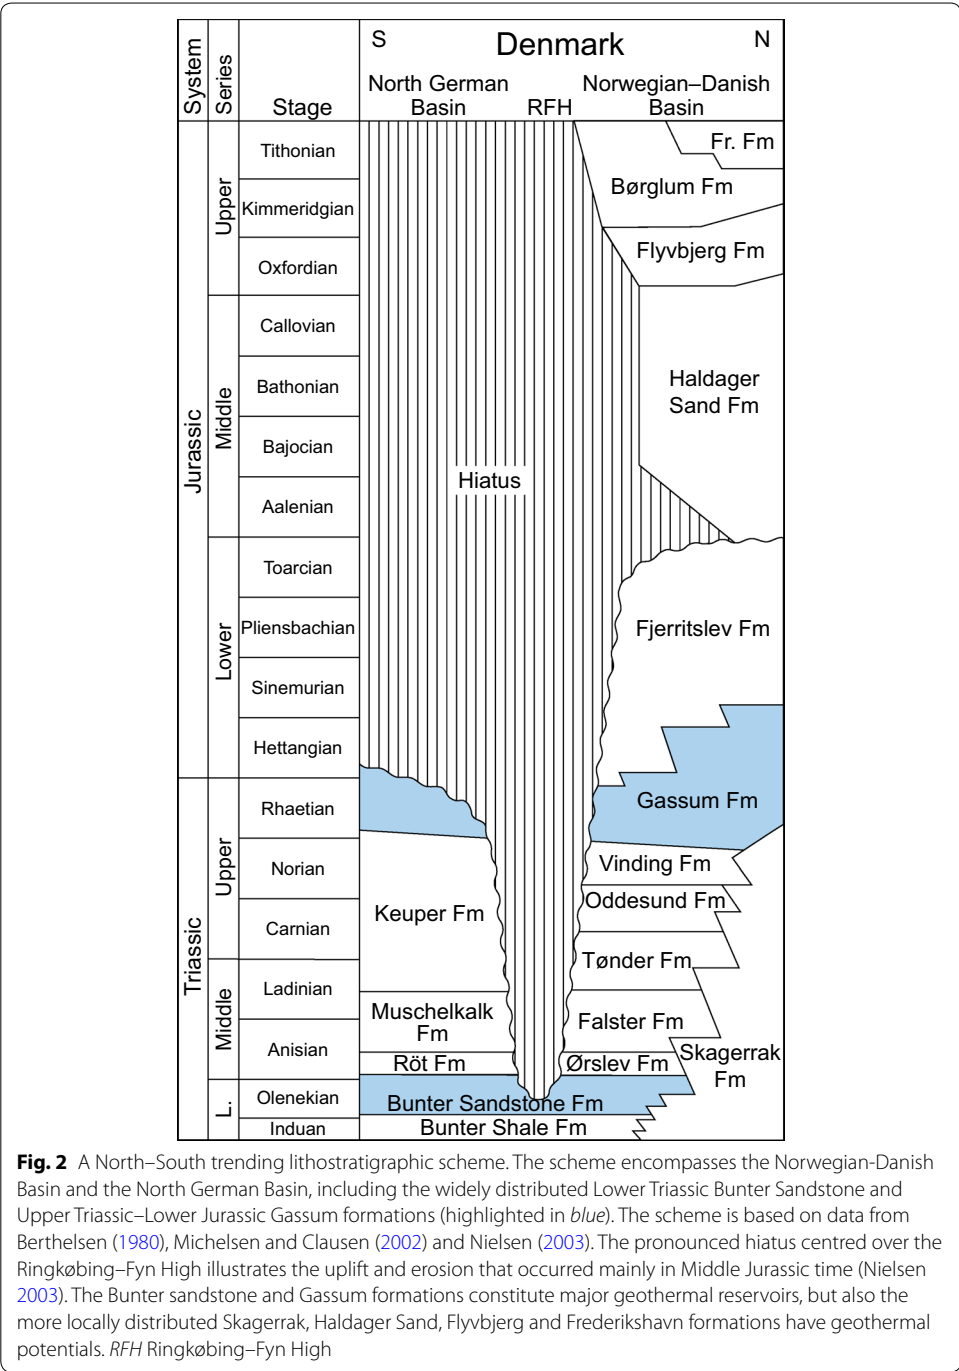 S Denmark N
System
Series
Stage
North German
Basin
RFH
Norwegian–Danish
Basin
Jurassic
Upper
Tithonian
Kimmeridgian
Oxfordian
Middle
Callovian
Bathonian
Bajocian
Aalenian
Lower
Toarcian
Pliensbachian
Sinemurian
Hettangian
Triassic
Upper
Rhaetian
Norian
Carnian
Middle
Ladinian
Anisian
L.
Olenekian
Induan
Hiatus
Fr. Fm
Børglum Fm
Flyvbjerg Fm
Haldager
Sand Fm
Fjerritslev Fm
Gassum Fm
Vinding Fm
Oddesund Fm
Keuper Fm
Tønder Fm
Muschelkalk
Fm
Falster Fm
Röt Fm
Ørslev Fm
Skagerrak
Fm
Bunter Sandstone Fm
Bunter Shale Fm
Fig. 2 A North–South trending lithostratigraphic scheme. The scheme encompasses the Norwegian-Danish
Basin and the North German Basin, including the widely distributed Lower Triassic Bunter Sandstone and
Upper Triassic–Lower Jurassic Gassum formations (highlighted in blue). The scheme is based on data from
Berthelsen (1980), Michelsen and Clausen (2002) and Nielsen (2003). The pronounced hiatus centred over the
Ringkøbing–Fyn High illustrates the uplift and erosion that occurred mainly in Middle Jurassic time (Nielsen
2003). The Bunter sandstone and Gassum formations constitute major geothermal reservoirs, but also the
more locally distributed Skagerrak, Haldager Sand, Flyvbjerg and Frederikshavn formations have geothermal
potentials. RFH Ringkøbing–Fyn High